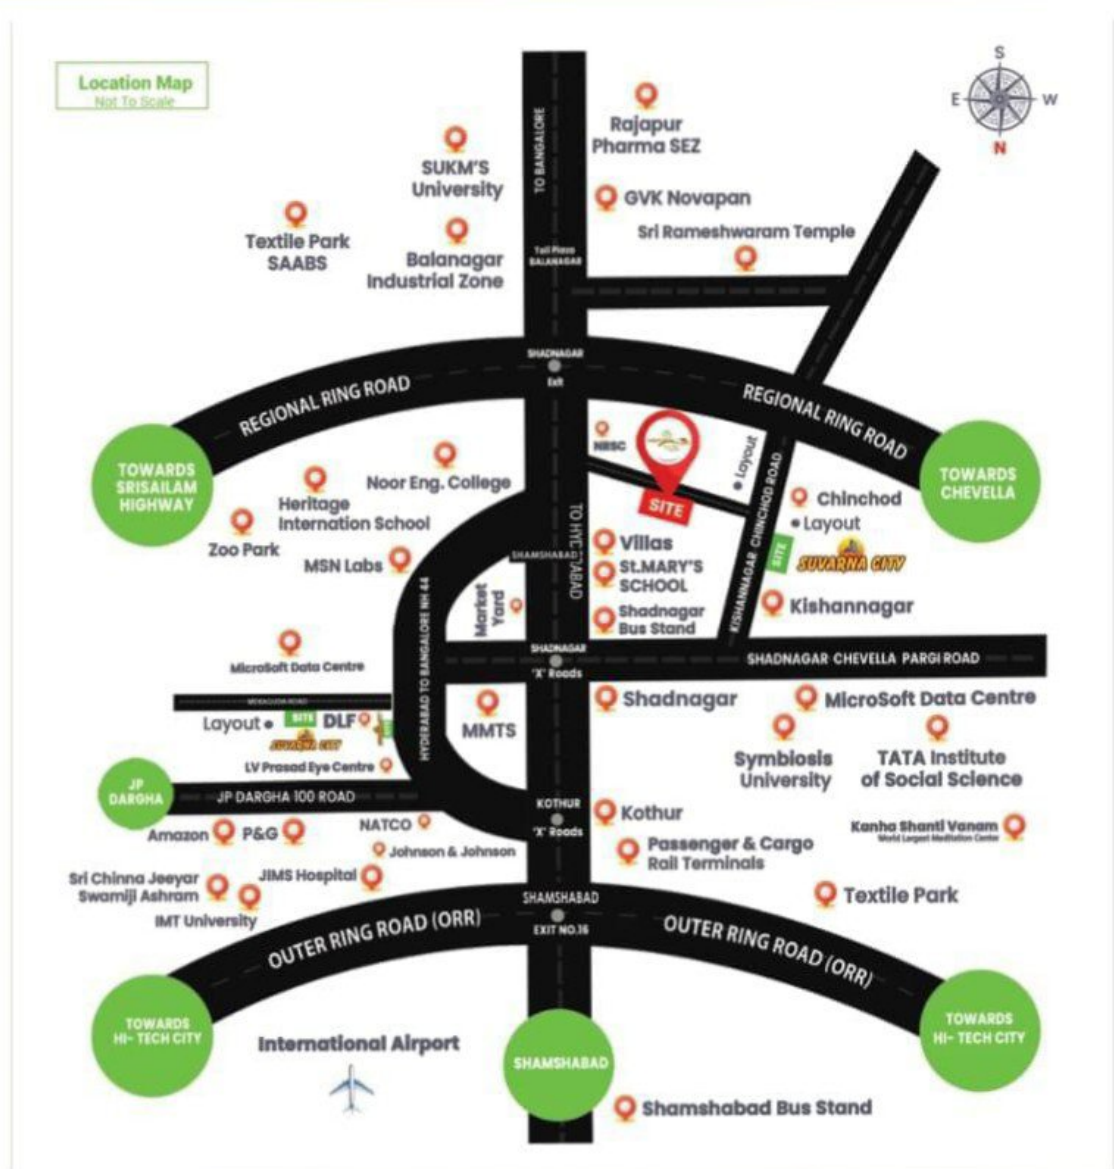 Location Map
Not To Scale
S
E
W
N
TO BANGALORE
Rajapur
Pharma SEZ
SUKM'S
University
GVK Novapan
Sri Rameshwaram Temple
Textile Park
SAABS
Balanagar
Industrial Zone
Toll Plaza
BALANAGAR
SHADNAGAR
Exit
REGIONAL RING ROAD
REGIONAL RING ROAD
TOWARDS
SRISAILAM
HIGHWAY
TOWARDS
CHEVELLA
NRSC
Layout
SITE
Noor Eng. College
Heritage
Internation School
Zoo Park
MSN Labs
Chinchod
Layout
SITE
SUVARNA CITY
KISHANNAGAR CHINCHOD ROAD
SHAMSHABAD
Villas
St.MARY'S
SCHOOL
Market
Yard
Shadnagar
Bus Stand
Kishannagar
HYDERABAD TO BANGALORE NH 44
MicroSoft Data Centre
SHADNAGAR
'X' Roads
SHADNAGAR CHEVELLA PARGI ROAD
Layout
SITE
DLF
SUVARNA CITY
LV Prasad Eye Centre
MMTS
Shadnagar
MicroSoft Data Centre
Symbiosis
University
TATA Institute
of Social Science
JP
DARGHA
JP DARGHA 100 ROAD
KOTHUR
'X' Roads
Kothur
Amazon
P&G
NATCO
Johnson & Johnson
Passenger & Cargo
Rail Terminals
Kanha Shanti Vanam
World Largest Meditation Center
Sri Chinna Jeeyar
Swamiji Ashram
JIMS Hospital
IMT University
Textile Park
SHAMSHABAD
EXIT NO.16
OUTER RING ROAD (ORR)
OUTER RING ROAD (ORR)
TOWARDS
HI- TECH CITY
TOWARDS
HI- TECH CITY
International Airport
SHAMSHABAD
Shamshabad Bus Stand